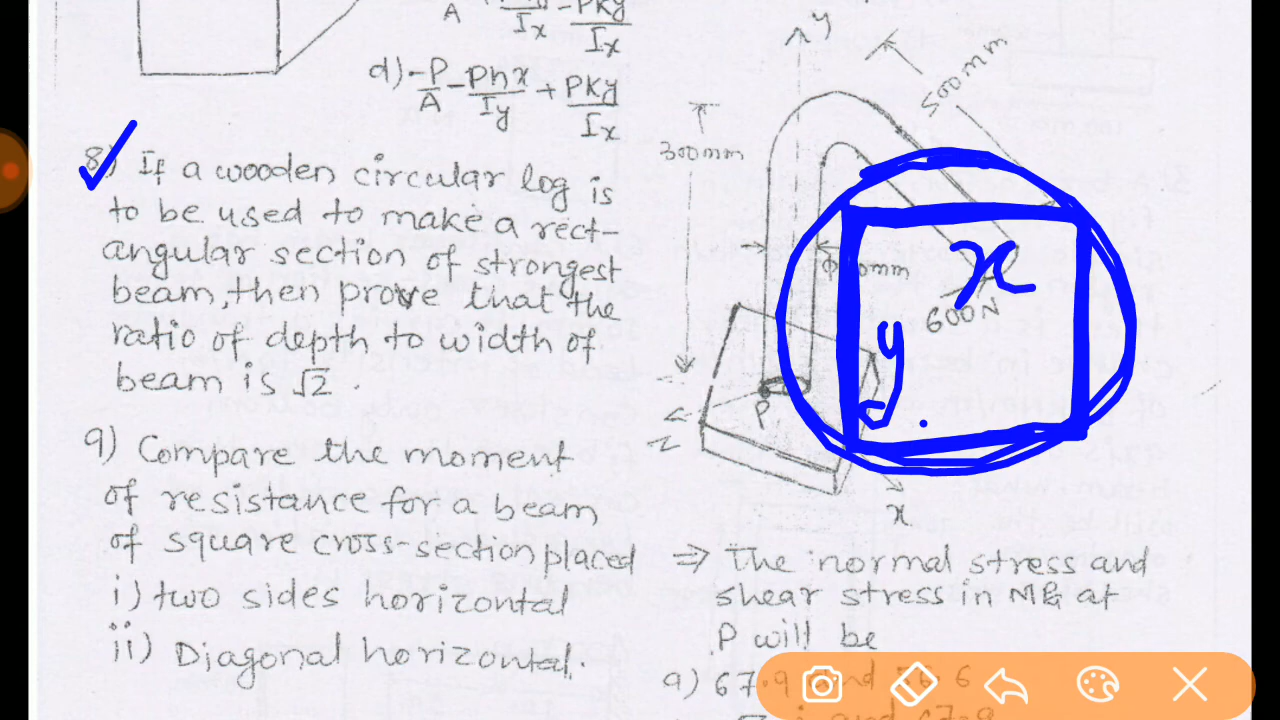 d) -P/A - Phx/Iy + PKy/Ix
8) If a wooden circular log is
to be used to make a rect-
angular section of strongest
beam, then prove that the
ratio of depth to width of
beam is √2 .
9) Compare the moment
of resistance for a beam
of square cross-section placed
i) two sides horizontal
ii) Diagonal horizontal.
y
500mm
300mm
x
y
600N
P
Z
x
⇒ The normal stress and
shear stress in MPa at
P will be
a) 67.9 and